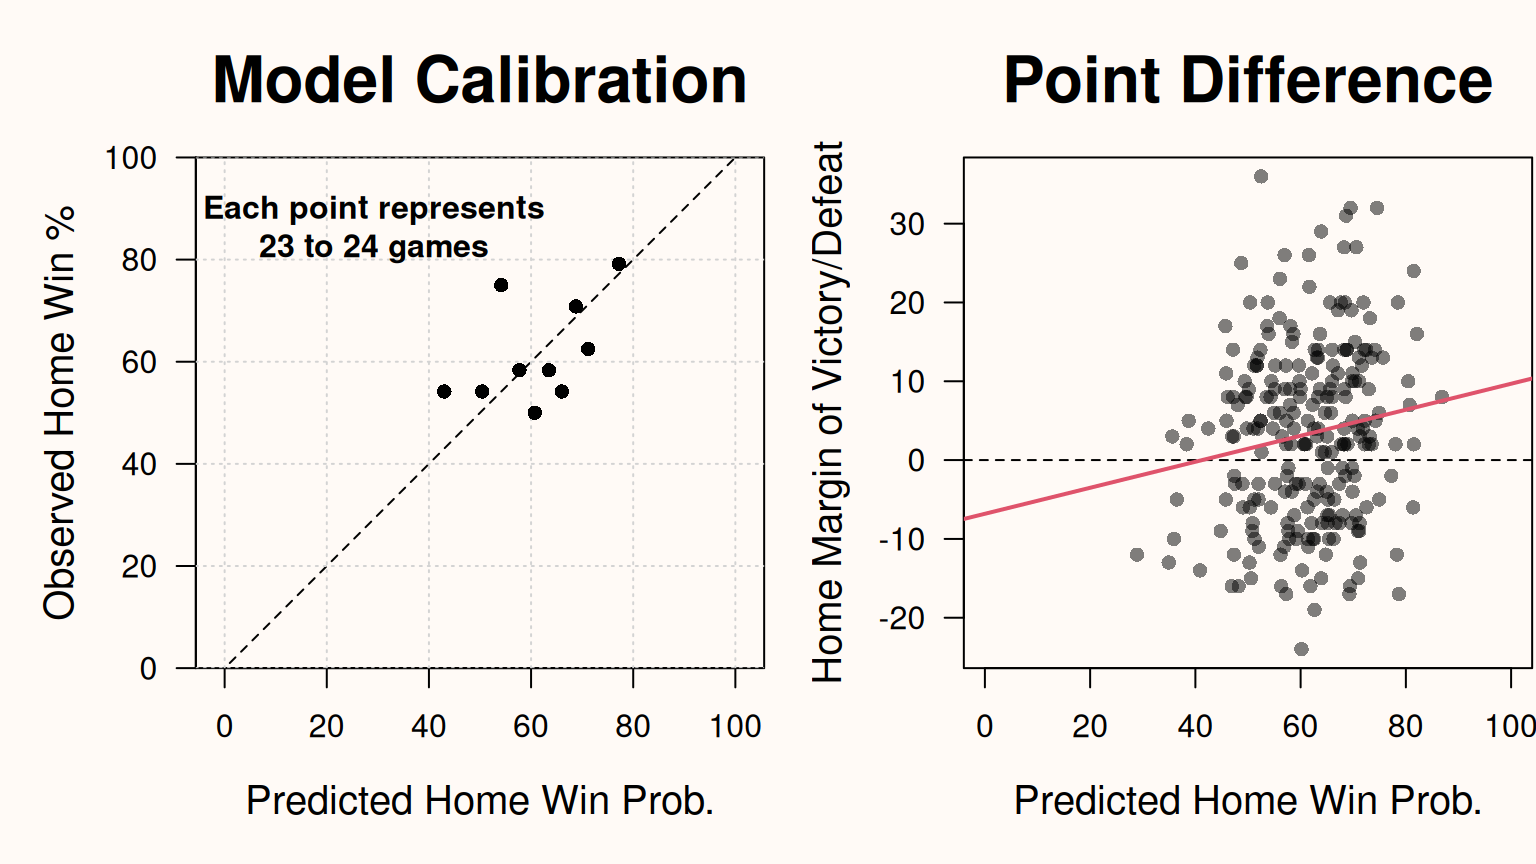 Model Calibration
Observed Home Win %
100
80
60
40
20
0
Each point represents
23 to 24 games
0 20 40 60 80 100
Predicted Home Win Prob.
Point Difference
Home Margin of Victory/Defeat
30
20
10
0
-10
-20
0 20 40 60 80 100
Predicted Home Win Prob.